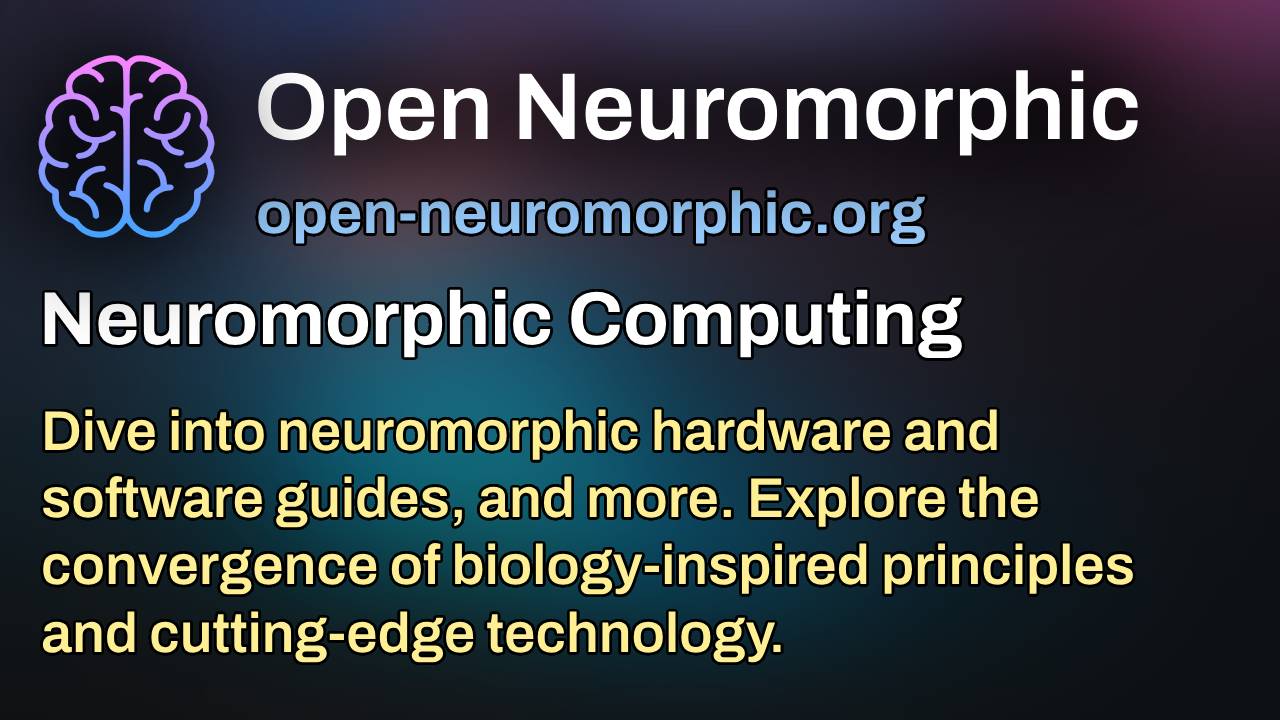 Open Neuromorphic
open-neuromorphic.org
Neuromorphic Computing
Dive into neuromorphic hardware and
software guides, and more. Explore the
convergence of biology-inspired principles
and cutting-edge technology.